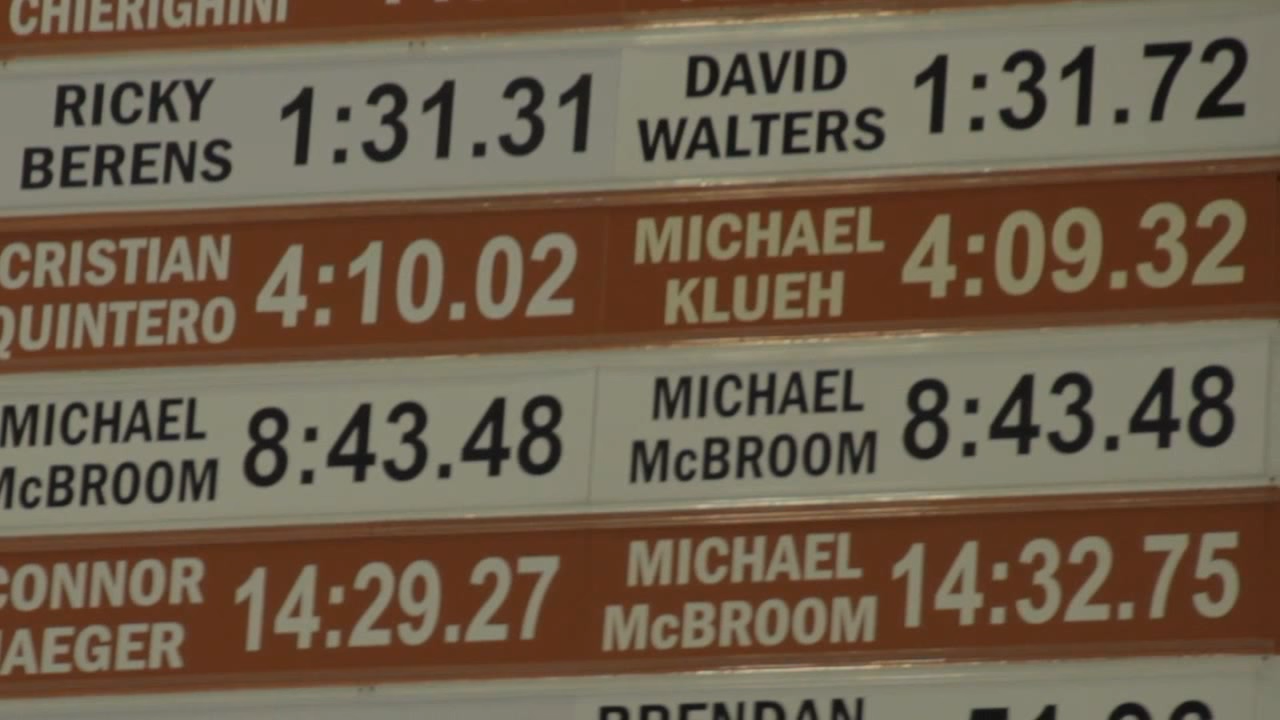 CHIERIGHINI
RICKY BERENS 1:31.31 DAVID WALTERS 1:31.72
CRISTIAN QUINTERO 4:10.02 MICHAEL KLUEH 4:09.32
MICHAEL McBROOM 8:43.48 MICHAEL McBROOM 8:43.48
CONNOR JAEGER 14:29.27 MICHAEL McBROOM 14:32.75
BRENDAN